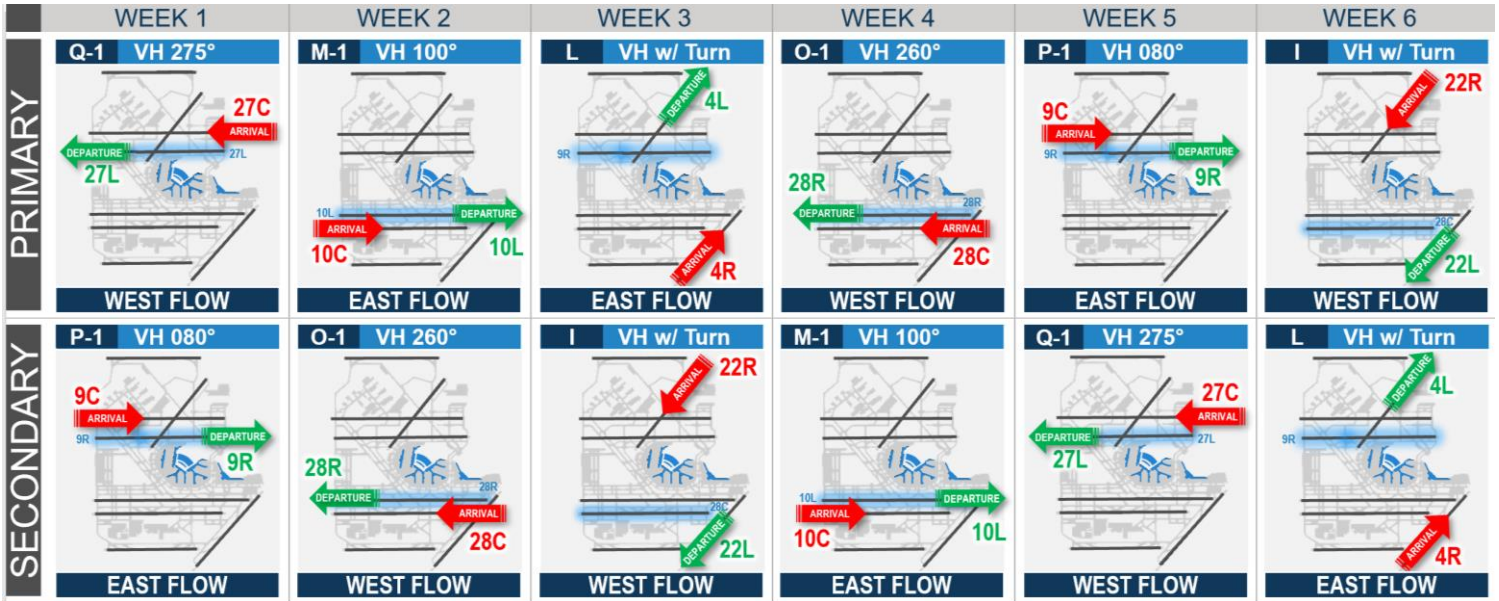 WEEK 1 WEEK 2 WEEK 3 WEEK 4 WEEK 5 WEEK 6
PRIMARY
Q-1 VH 275°
27C
ARRIVAL
DEPARTURE
27L
27L
WEST FLOW
M-1 VH 100°
10L
DEPARTURE
ARRIVAL
10C
10L
EAST FLOW
L VH w/ Turn
DEPARTURE
4L
9R
ARRIVAL
4R
EAST FLOW
O-1 VH 260°
28R
28R
DEPARTURE
ARRIVAL
28C
WEST FLOW
P-1 VH 080°
9C
ARRIVAL
9R
DEPARTURE
9R
EAST FLOW
I VH w/ Turn
22R
ARRIVAL
28C
DEPARTURE
22L
WEST FLOW
SECONDARY
P-1 VH 080°
9C
ARRIVAL
9R
DEPARTURE
9R
EAST FLOW
O-1 VH 260°
28R
28R
DEPARTURE
ARRIVAL
28C
WEST FLOW
I VH w/ Turn
22R
ARRIVAL
28C
DEPARTURE
22L
WEST FLOW
M-1 VH 100°
10L
DEPARTURE
ARRIVAL
10C
10L
EAST FLOW
Q-1 VH 275°
27C
ARRIVAL
DEPARTURE
27L
27L
WEST FLOW
L VH w/ Turn
DEPARTURE
4L
9R
ARRIVAL
4R
EAST FLOW